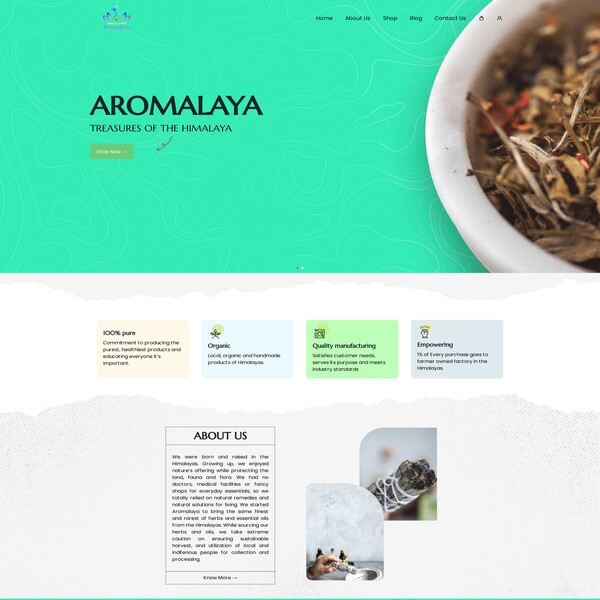 Home About Us Shop Blog Contact Us
AROMALAYA
TREASURES OF THE HIMALAYA
Shop Now →
100% pure
Commitment to producing the
purest, healthiest products and
educating everyone it's
important.
Organic
Local, organic and handmade
products of Himalayas.
Quality manufacturing
Satisfies customer needs,
serves its purpose and meets
industry standards
Empowering
1% of Every purchase goes to
farmer owned factory in the
Himalayas.
ABOUT US
We were born and raised in the
Himalayas. Growing up, we enjoyed
nature's offering while protecting the
land, fauna and flora. We had no
doctors, medical facilities or fancy
shops for everyday essentials, so we
totally relied on natural remedies and
natural solutions for living. We started
Aromalaya to bring the same finest
and rarest of herbs and essential oils
from the Himalayas. While sourcing our
herbs and oils, we take extreme
caution on ensuring sustainable
harvest, and utilization of local and
indifenous people for collection and
processing.
Know More →